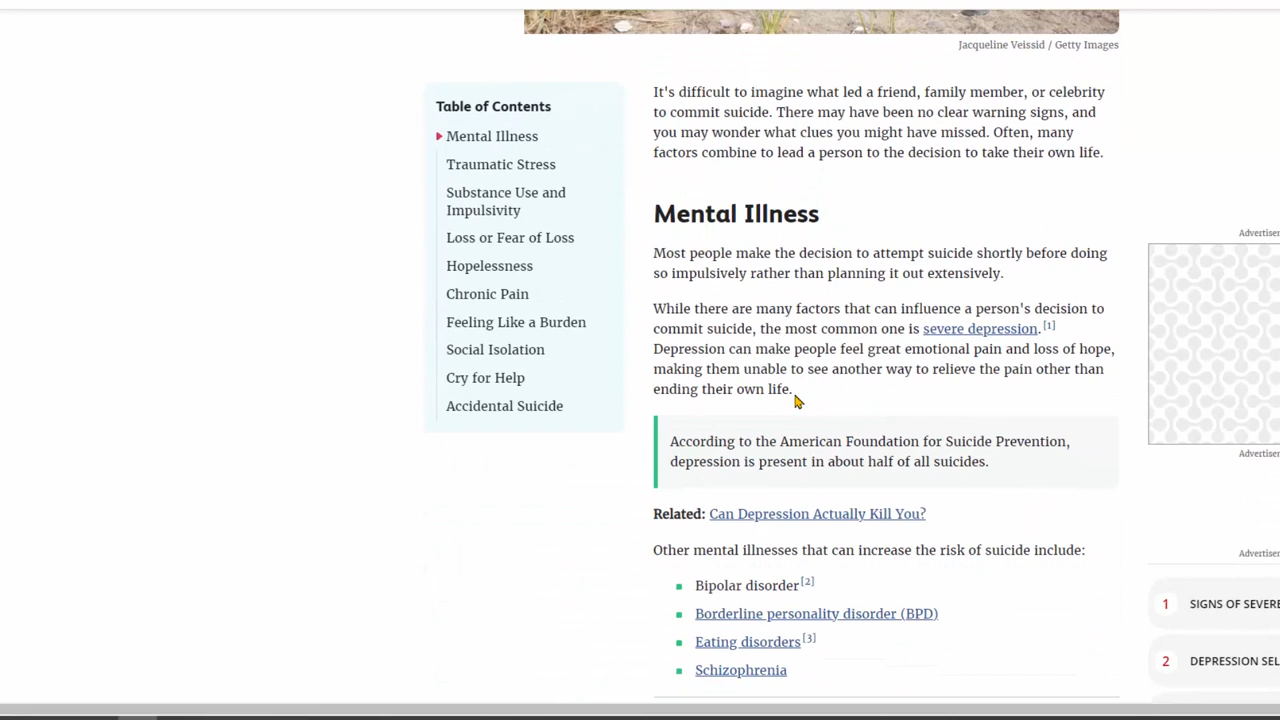 Jacqueline Veissid / Getty Images
Table of Contents
Mental Illness
Traumatic Stress
Substance Use and
Impulsivity
Loss or Fear of Loss
Hopelessness
Chronic Pain
Feeling Like a Burden
Social Isolation
Cry for Help
Accidental Suicide
It's difficult to imagine what led a friend, family member, or celebrity
to commit suicide. There may have been no clear warning signs, and
you may wonder what clues you might have missed. Often, many
factors combine to lead a person to the decision to take their own life.
Mental Illness
Most people make the decision to attempt suicide shortly before doing
so impulsively rather than planning it out extensively.
While there are many factors that can influence a person's decision to
commit suicide, the most common one is severe depression.[1]
Depression can make people feel great emotional pain and loss of hope,
making them unable to see another way to relieve the pain other than
ending their own life.
According to the American Foundation for Suicide Prevention,
depression is present in about half of all suicides.
Related: Can Depression Actually Kill You?
Other mental illnesses that can increase the risk of suicide include:
Bipolar disorder[2]
Borderline personality disorder (BPD)
Eating disorders[3]
Schizophrenia
Advertiser
Advertiser
Advertiser
1 SIGNS OF SEVERE
2 DEPRESSION SEL